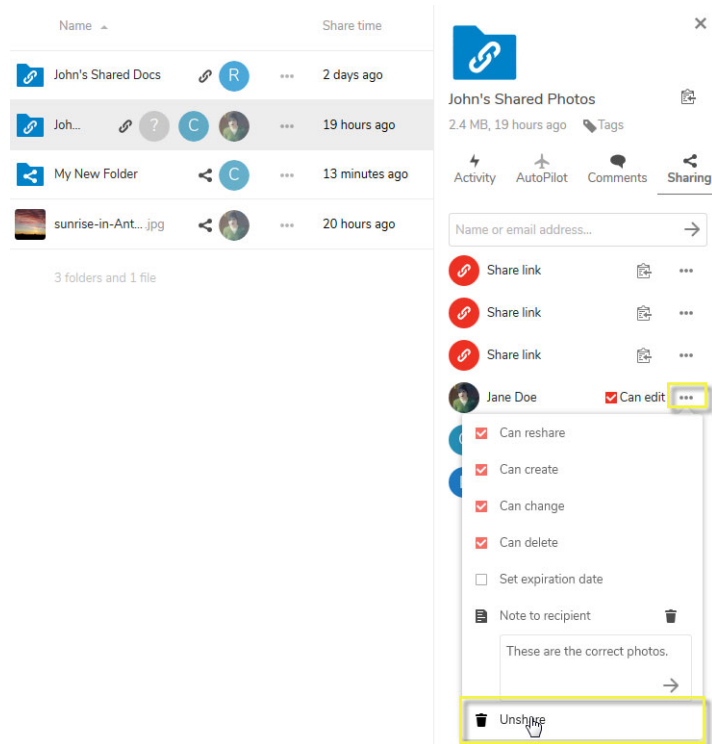 Name
Share time
John's Shared Docs
R
2 days ago
Joh...
?
C
19 hours ago
My New Folder
C
13 minutes ago
sunrise-in-Ant... .jpg
20 hours ago
3 folders and 1 file
John's Shared Photos
2.4 MB, 19 hours ago Tags
Activity AutoPilot Comments Sharing
Name or email address...
Share link
Share link
Share link
Jane Doe Can edit
Can reshare
Can create
Can change
Can delete
Set expiration date
Note to recipient
These are the correct photos.
Unshare